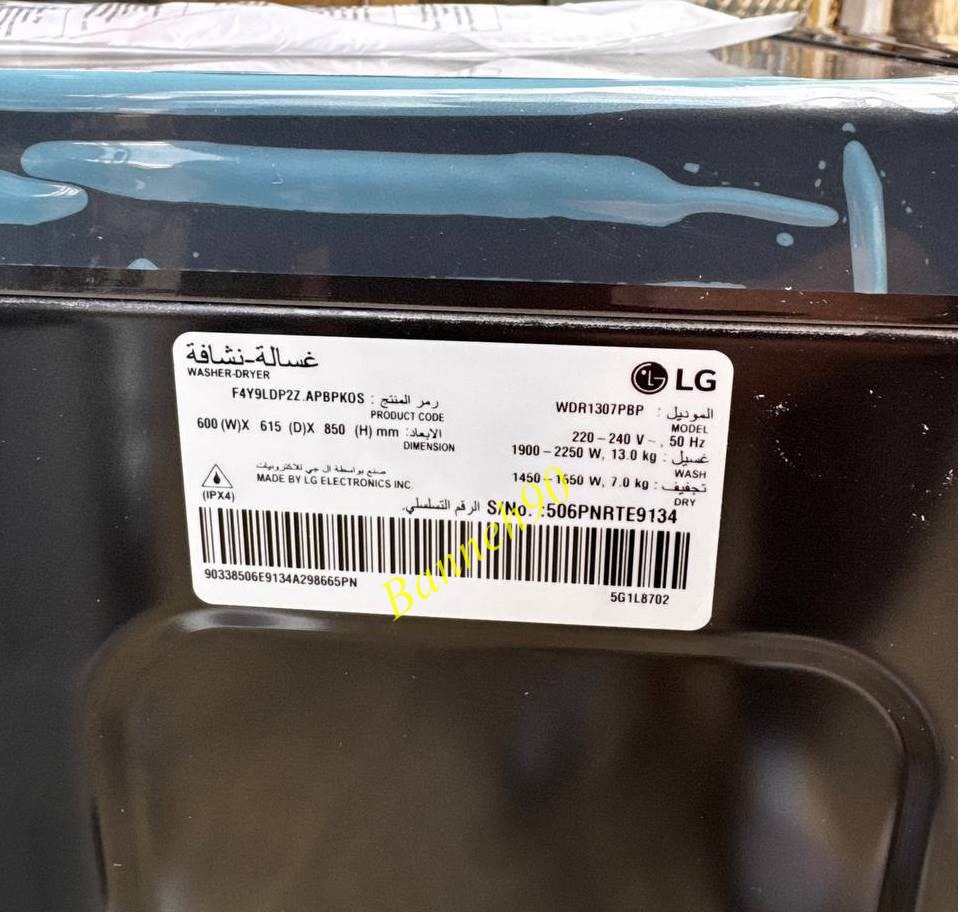 غسالة-نشافة
WASHER-DRYER
LG
رمز المنتج : F4Y9LDP2Z.APBPKOS
PRODUCT CODE
الموديل : WDR1307PBP
MODEL
الابعاد: 600 (W)X 615 (D)X 850 (H) mm
DIMENSION
220-240 V~, 50 Hz
غسيل : 1900-2250 W, 13.0 kg
WASH
تجفيف : 1450-1650 W, 7.0 kg
DRY
صنع بواسطة ال جي للالكترونيات
MADE BY LG ELECTRONICS INC.
(IPX4)
الرقم التسلسلي. S/No. :506PNRTE9134
90338506E9134A298665PN
5G1L8702
Banneh90